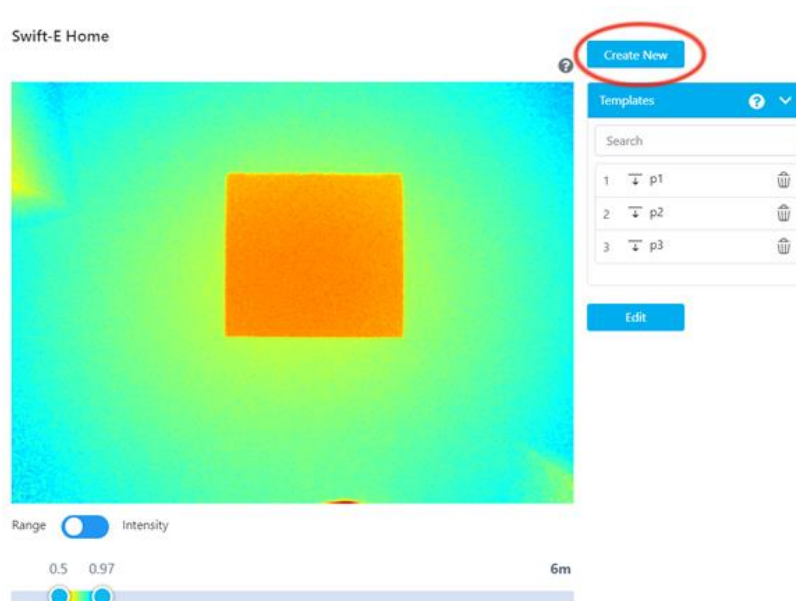 Swift-E Home
Create New
Templates
Search
1 p1
2 p2
3 p3
Edit
Range Intensity
0.5 0.97 6m